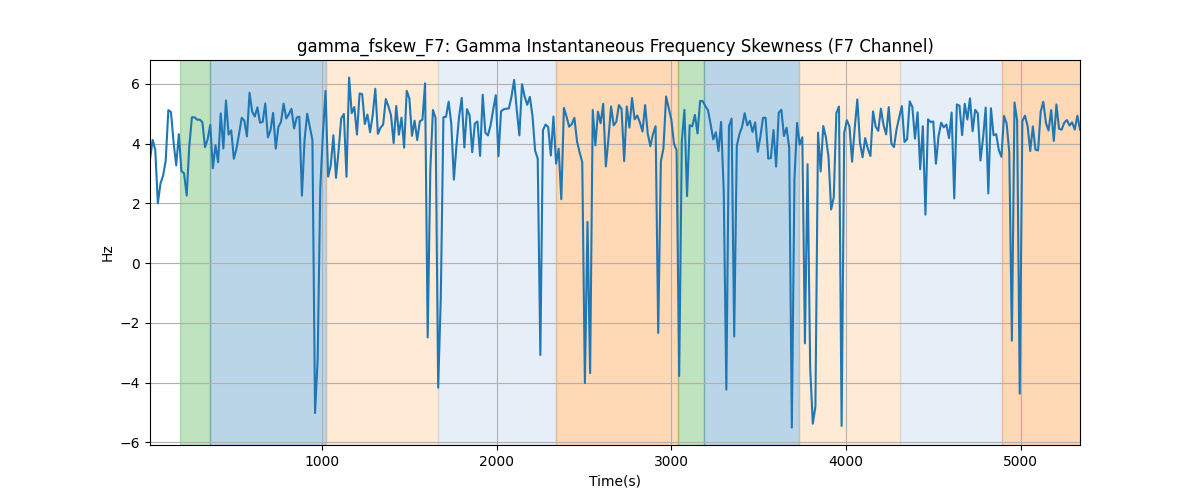 gamma_fskew_F7: Gamma Instantaneous Frequency Skewness (F7 Channel)
6
4
2
0
−2
−4
−6
Hz
1000 2000 3000 4000 5000
Time(s)